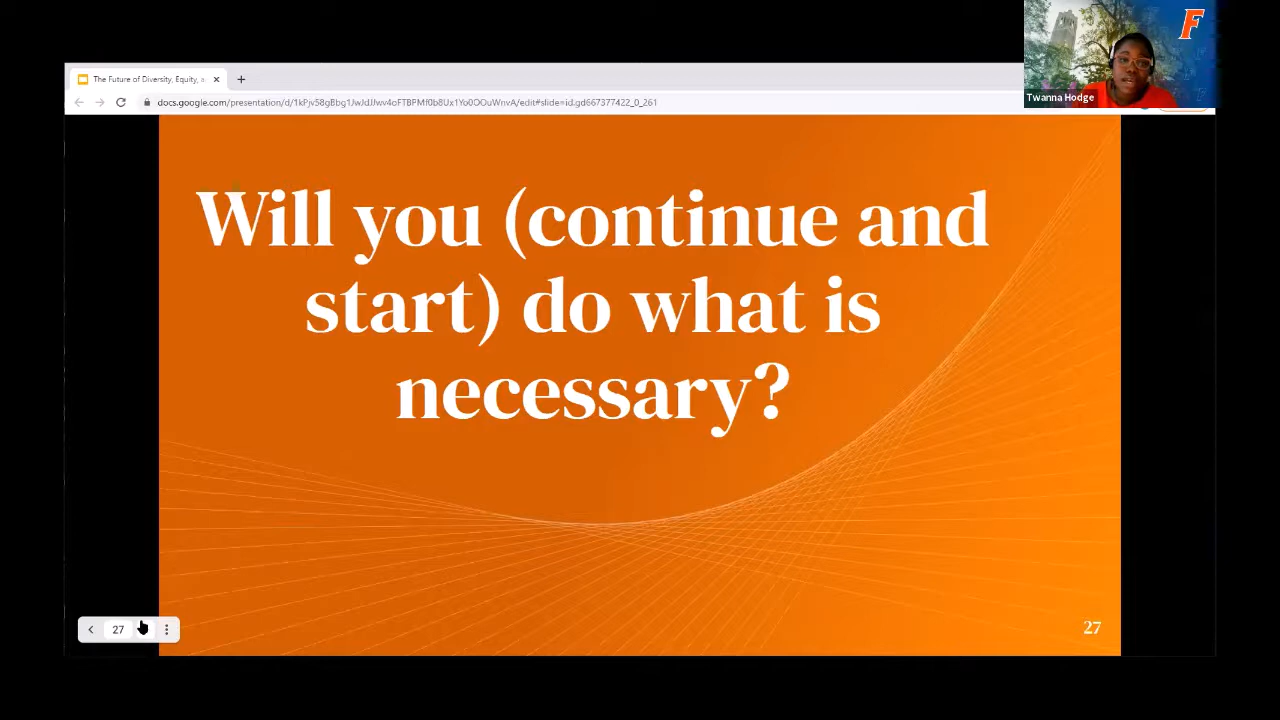 The Future of Diversity, Equity, a
docs.google.com/presentation/d/1kPjv58gBbg1JwJdJJwv4oFTBPMf0b8Ux1Yo0OOuWnvA/edit#slide=id.gd667377422_0_261
F
Twanna Hodge
Will you (continue and
start) do what is
necessary?
27
27